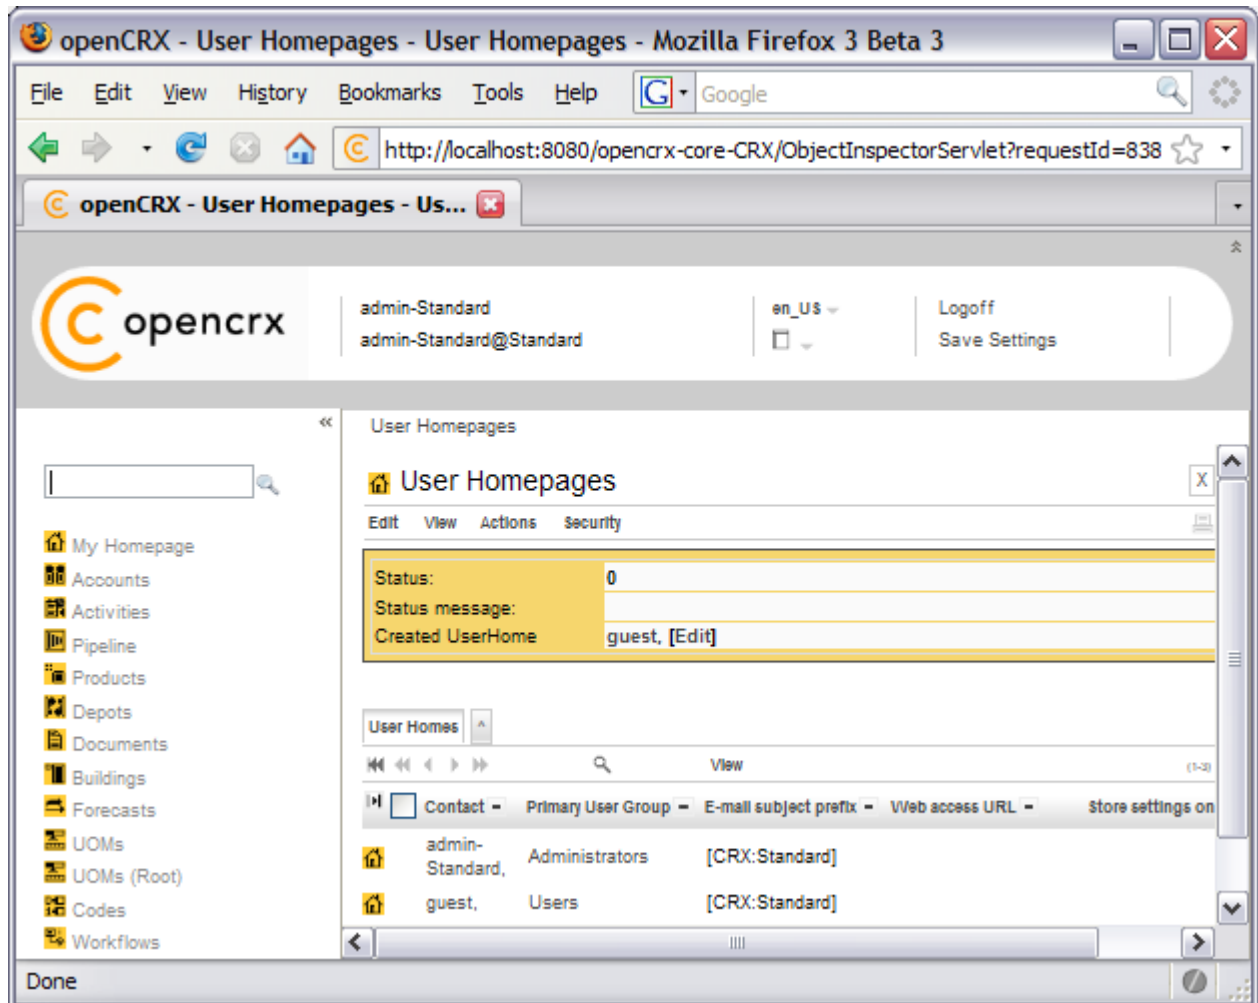 openCRX - User Homepages - User Homepages - Mozilla Firefox 3 Beta 3
File Edit View History Bookmarks Tools Help G Google
http://localhost:8080/opencrx-core-CRX/ObjectInspectorServlet?requestId=838
openCRX - User Homepages - Us...
opencrx
admin-Standard en_US Logoff
admin-Standard@Standard Save Settings
«
User Homepages
User Homepages X
Edit View Actions Security
Status: 0
Status message:
Created UserHome guest, [Edit]
My Homepage
Accounts
Activities
Pipeline
Products
Depots
Documents
Buildings
Forecasts
UOMs
UOMs (Root)
Codes
Workflows
User Homes
View (1-3)
Contact Primary User Group E-mail subject prefix Web access URL Store settings on
admin-
Standard, Administrators [CRX:Standard]
guest, Users [CRX:Standard]
Done